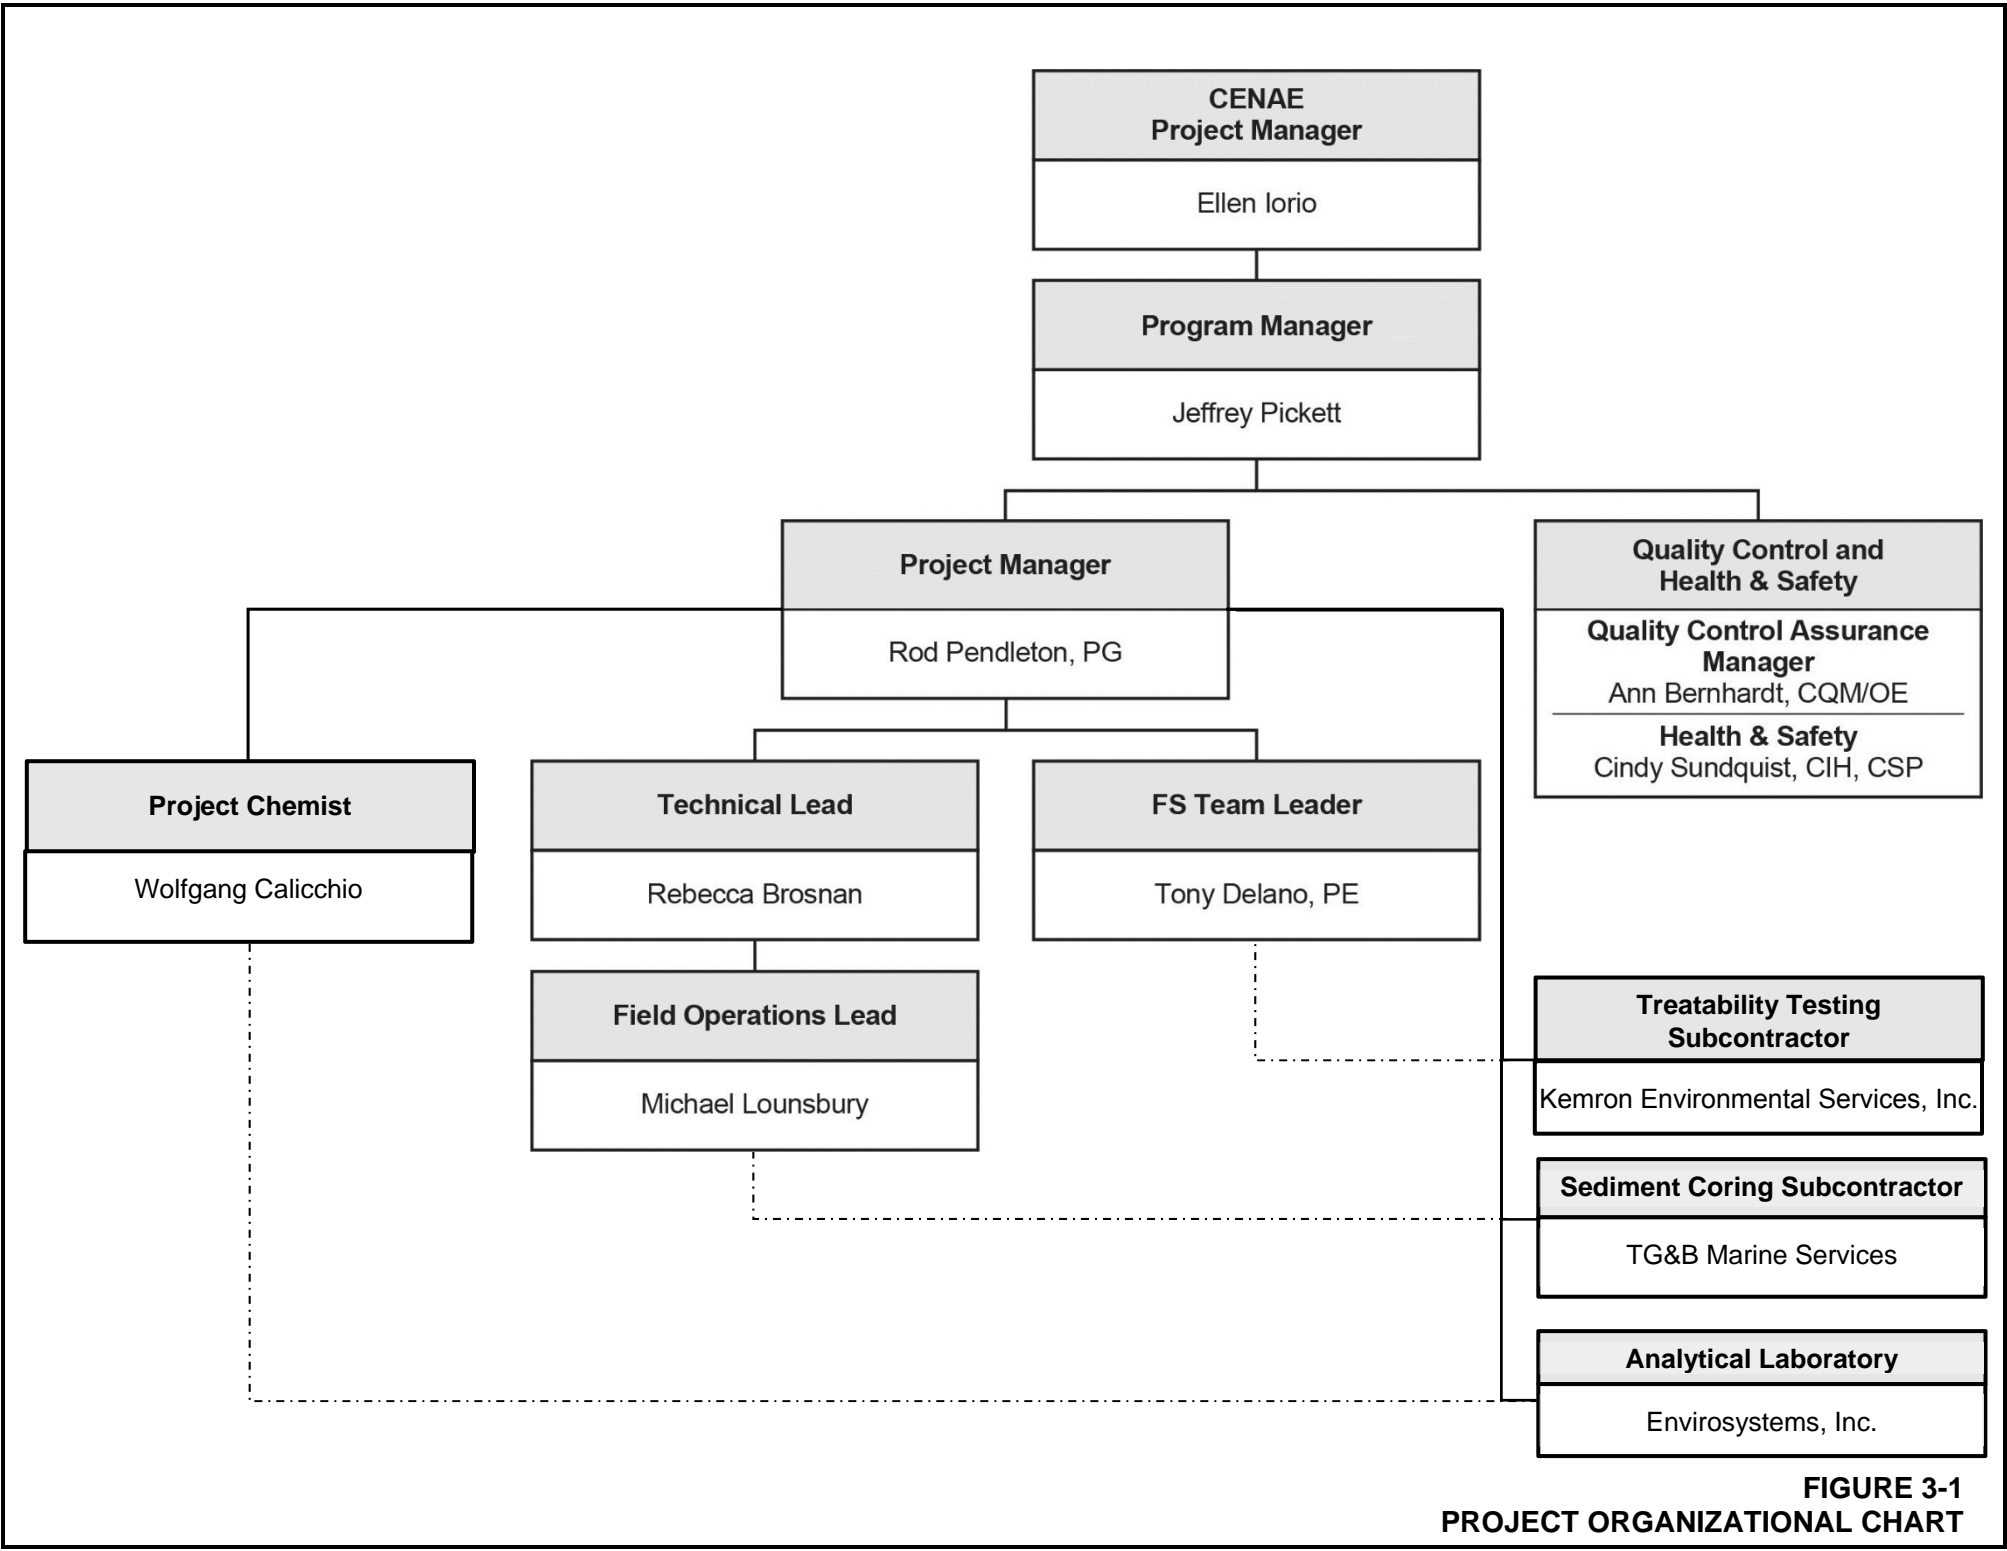 CENAE
Project Manager
Ellen Iorio
Program Manager
Jeffrey Pickett
Project Manager
Rod Pendleton, PG
Quality Control and
Health & Safety
Quality Control Assurance
Manager
Ann Bernhardt, CQM/OE
Health & Safety
Cindy Sundquist, CIH, CSP
Project Chemist
Wolfgang Calicchio
Technical Lead
Rebecca Brosnan
FS Team Leader
Tony Delano, PE
Field Operations Lead
Michael Lounsbury
Treatability Testing
Subcontractor
Kemron Environmental Services, Inc.
Sediment Coring Subcontractor
TG&B Marine Services
Analytical Laboratory
Envirosystems, Inc.
FIGURE 3-1
PROJECT ORGANIZATIONAL CHART